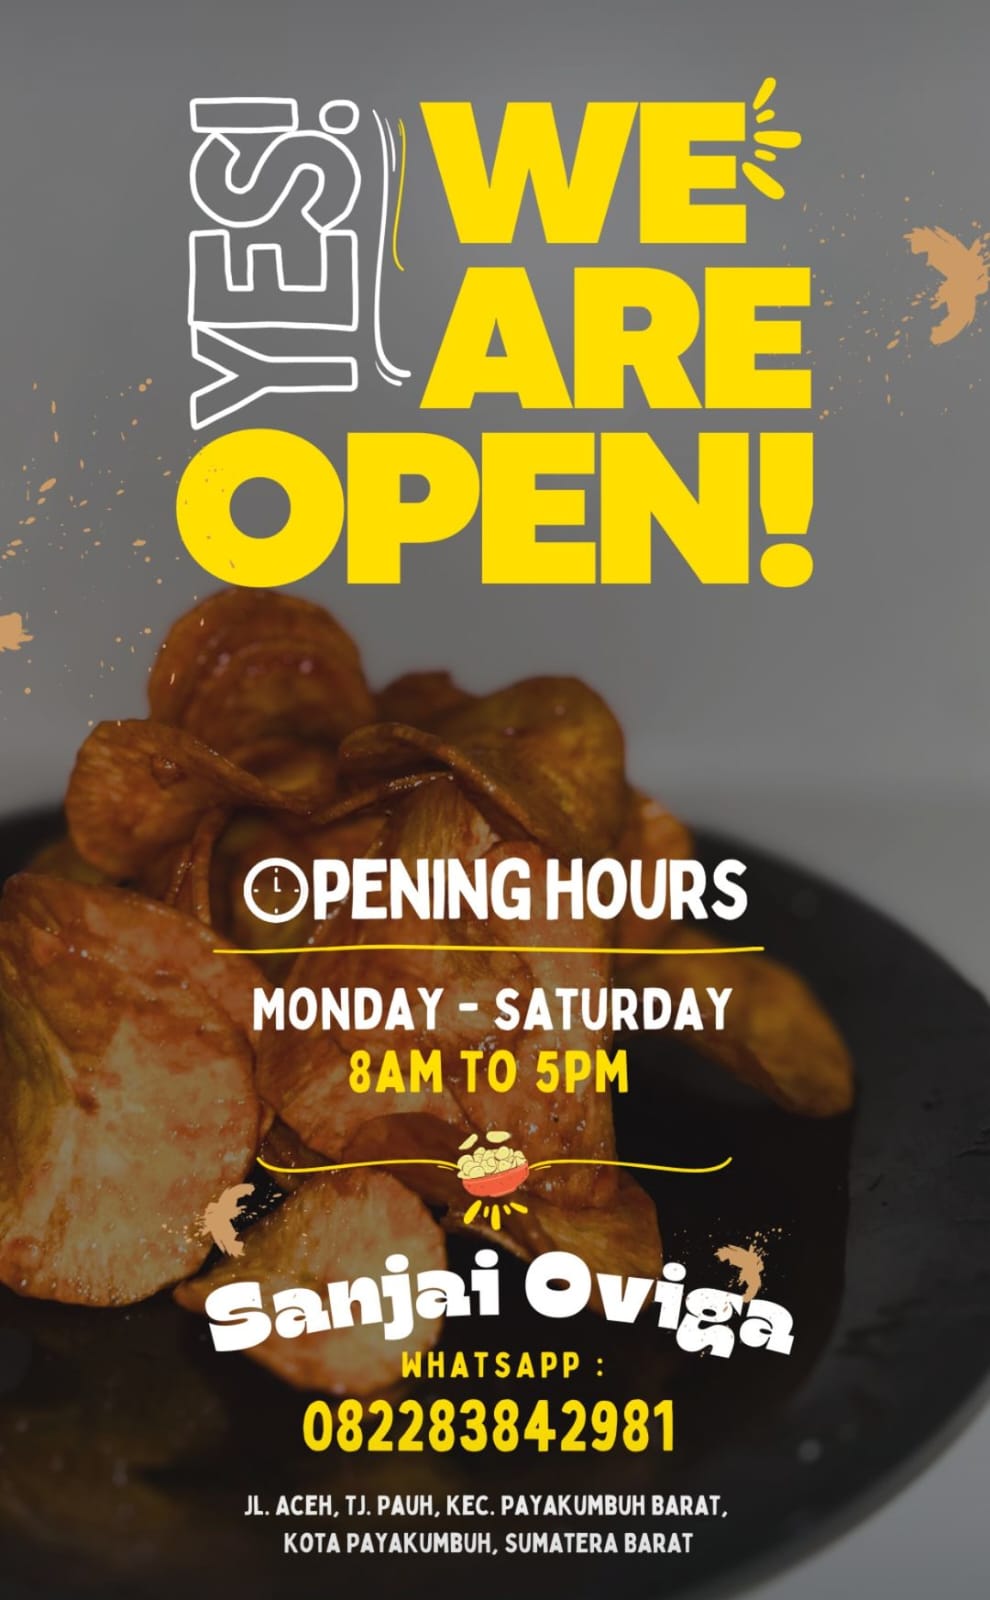 YES!
WE
ARE
OPEN!
OPENING HOURS
MONDAY - SATURDAY
8AM TO 5PM
Sanjai Oviga
WHATSAPP :
082283842981
JL. ACEH, TJ. PAUH, KEC. PAYAKUMBUH BARAT,
KOTA PAYAKUMBUH, SUMATERA BARAT